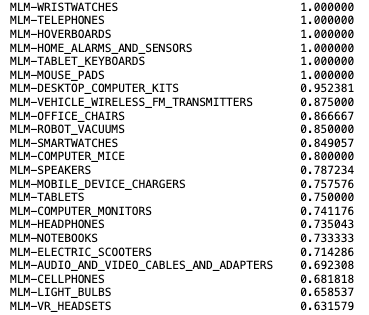 MLM-WRISTWATCHES 1.000000
MLM-TELEPHONES 1.000000
MLM-HOVERBOARDS 1.000000
MLM-HOME_ALARMS_AND_SENSORS 1.000000
MLM-TABLET_KEYBOARDS 1.000000
MLM-MOUSE_PADS 1.000000
MLM-DESKTOP_COMPUTER_KITS 0.952381
MLM-VEHICLE_WIRELESS_FM_TRANSMITTERS 0.875000
MLM-OFFICE_CHAIRS 0.866667
MLM-ROBOT_VACUUMS 0.850000
MLM-SMARTWATCHES 0.849057
MLM-COMPUTER_MICE 0.800000
MLM-SPEAKERS 0.787234
MLM-MOBILE_DEVICE_CHARGERS 0.757576
MLM-TABLETS 0.750000
MLM-COMPUTER_MONITORS 0.741176
MLM-HEADPHONES 0.735043
MLM-NOTEBOOKS 0.733333
MLM-ELECTRIC_SCOOTERS 0.714286
MLM-AUDIO_AND_VIDEO_CABLES_AND_ADAPTERS 0.692308
MLM-CELLPHONES 0.681818
MLM-LIGHT_BULBS 0.658537
MLM-VR_HEADSETS 0.631579